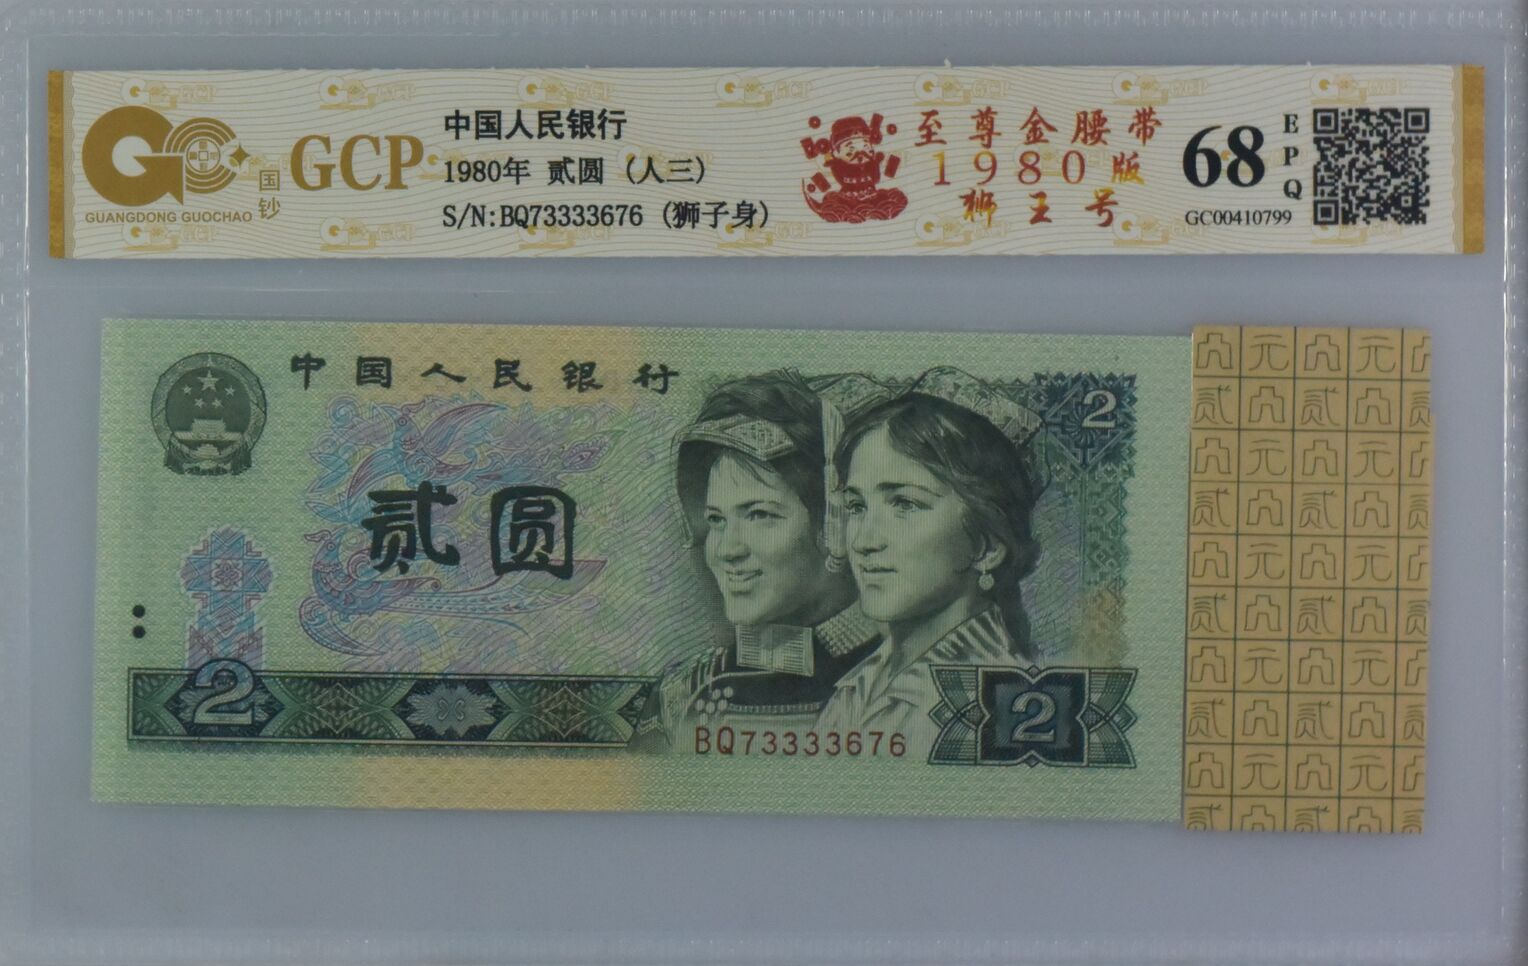 GCP
国钞
GUANGDONG GUOCHAO
中国人民银行
1980年 贰圆 (人三)
S/N:BQ73333676 (狮子身)
至尊金腰带
1980版
狮王号
68
EPQ
GC00410799
中国人民银行
贰圆
2
2
2
BQ73333676